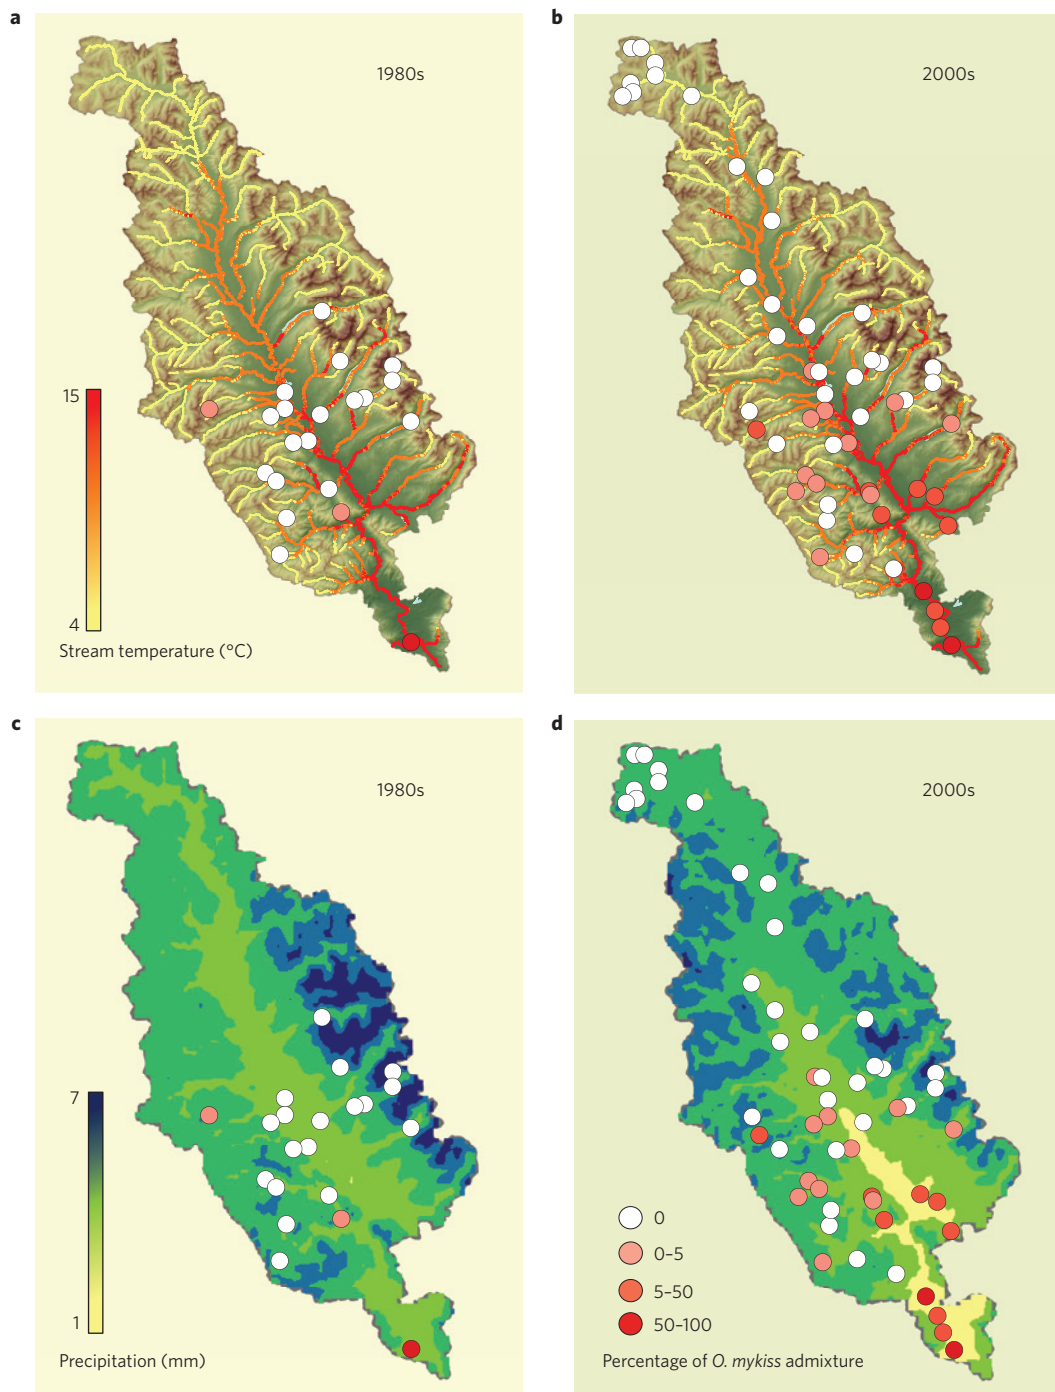 a
1980s
15
4
Stream temperature (°C)
b
2000s
c
1980s
7
1
Precipitation (mm)
d
2000s
0
0–5
5–50
50–100
Percentage of O. mykiss admixture